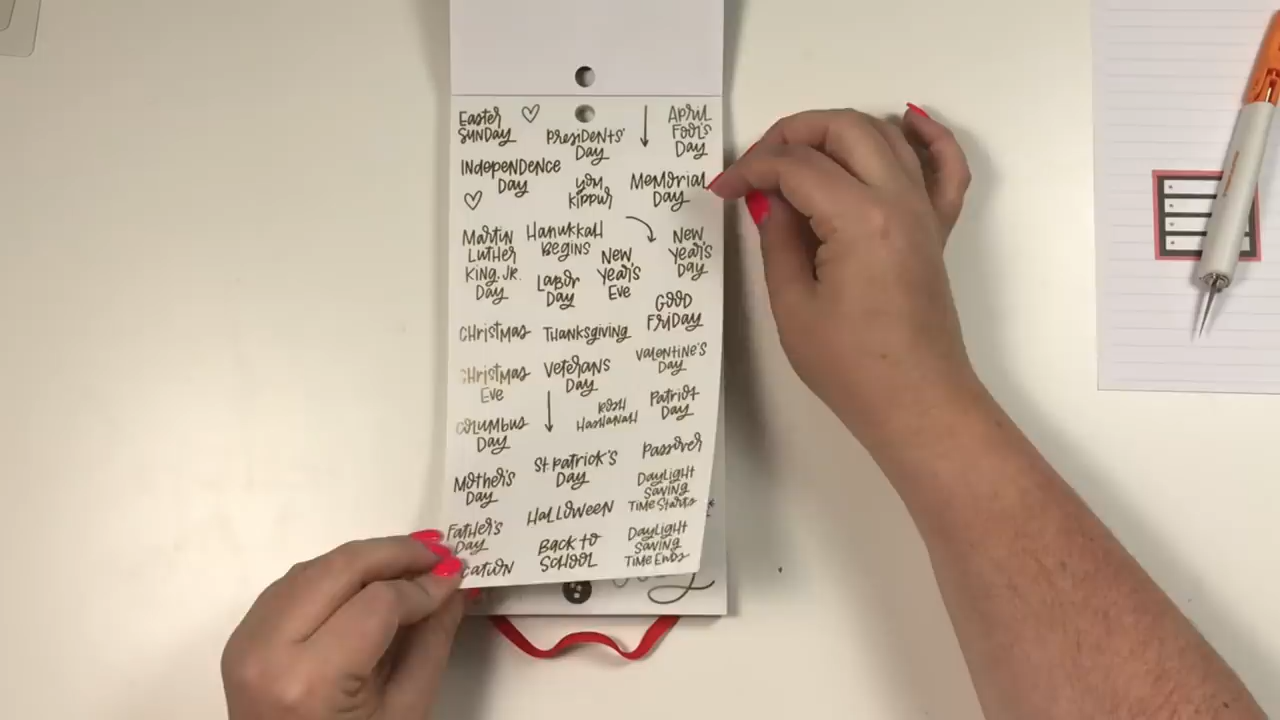 Easter
Sunday
Presidents'
Day
April
Fool's
Day
Independence
Day
Yom
Kippur
Memorial
Day
Martin
Luther
King, Jr.
Day
Hanukkah
Begins
New
Year's
Eve
New
Year's
Day
Labor
Day
Good
Friday
Christmas
Thanksgiving
Valentine's
Day
Christmas
Eve
Veterans
Day
Rosh
Hashanah
Patriot
Day
Columbus
Day
Passover
Mother's
Day
St. Patrick's
Day
Daylight
Saving
Time Starts
Father's
Day
Halloween
Daylight
Saving
Time Ends
Back to
School